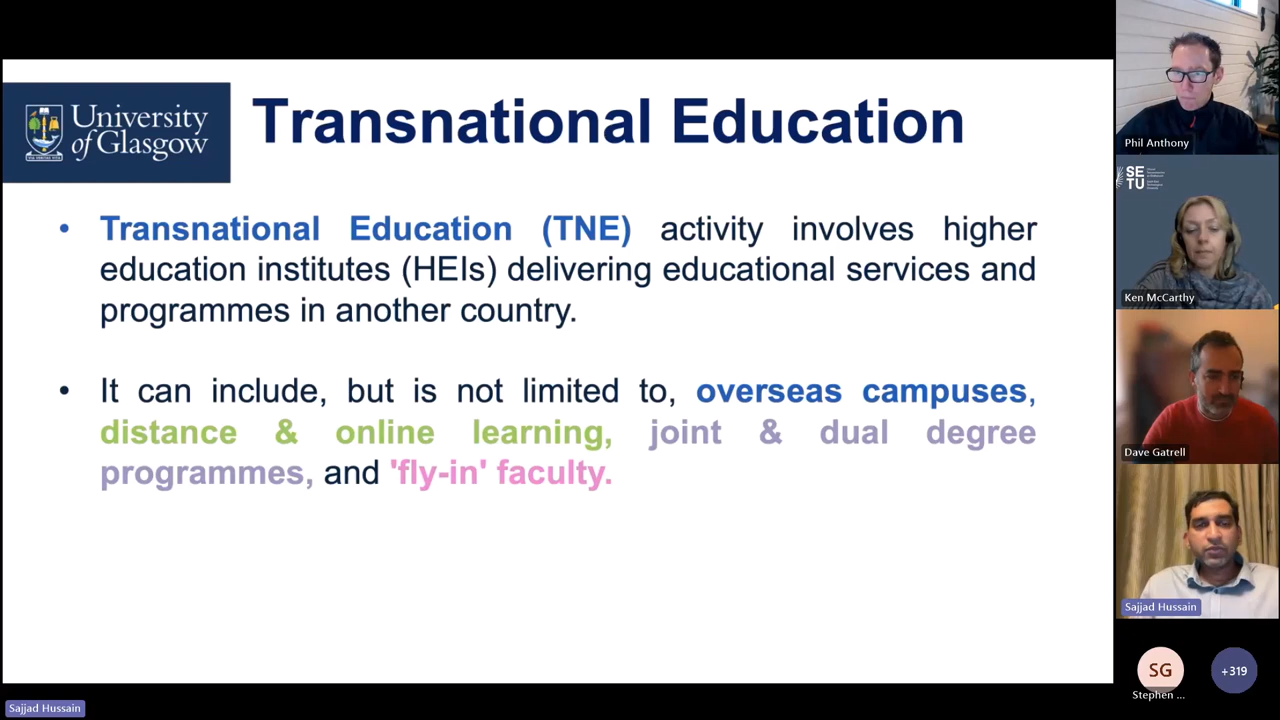 University
of Glasgow
Transnational Education
• Transnational Education (TNE) activity involves higher
education institutes (HEIs) delivering educational services and
programmes in another country.
• It can include, but is not limited to, overseas campuses,
distance & online learning, joint & dual degree
programmes, and 'fly-in' faculty.
Phil Anthony
SE
TU
Ken McCarthy
Dave Gatrell
Sajjad Hussain
SG
Stephen ...
+319
Sajjad Hussain